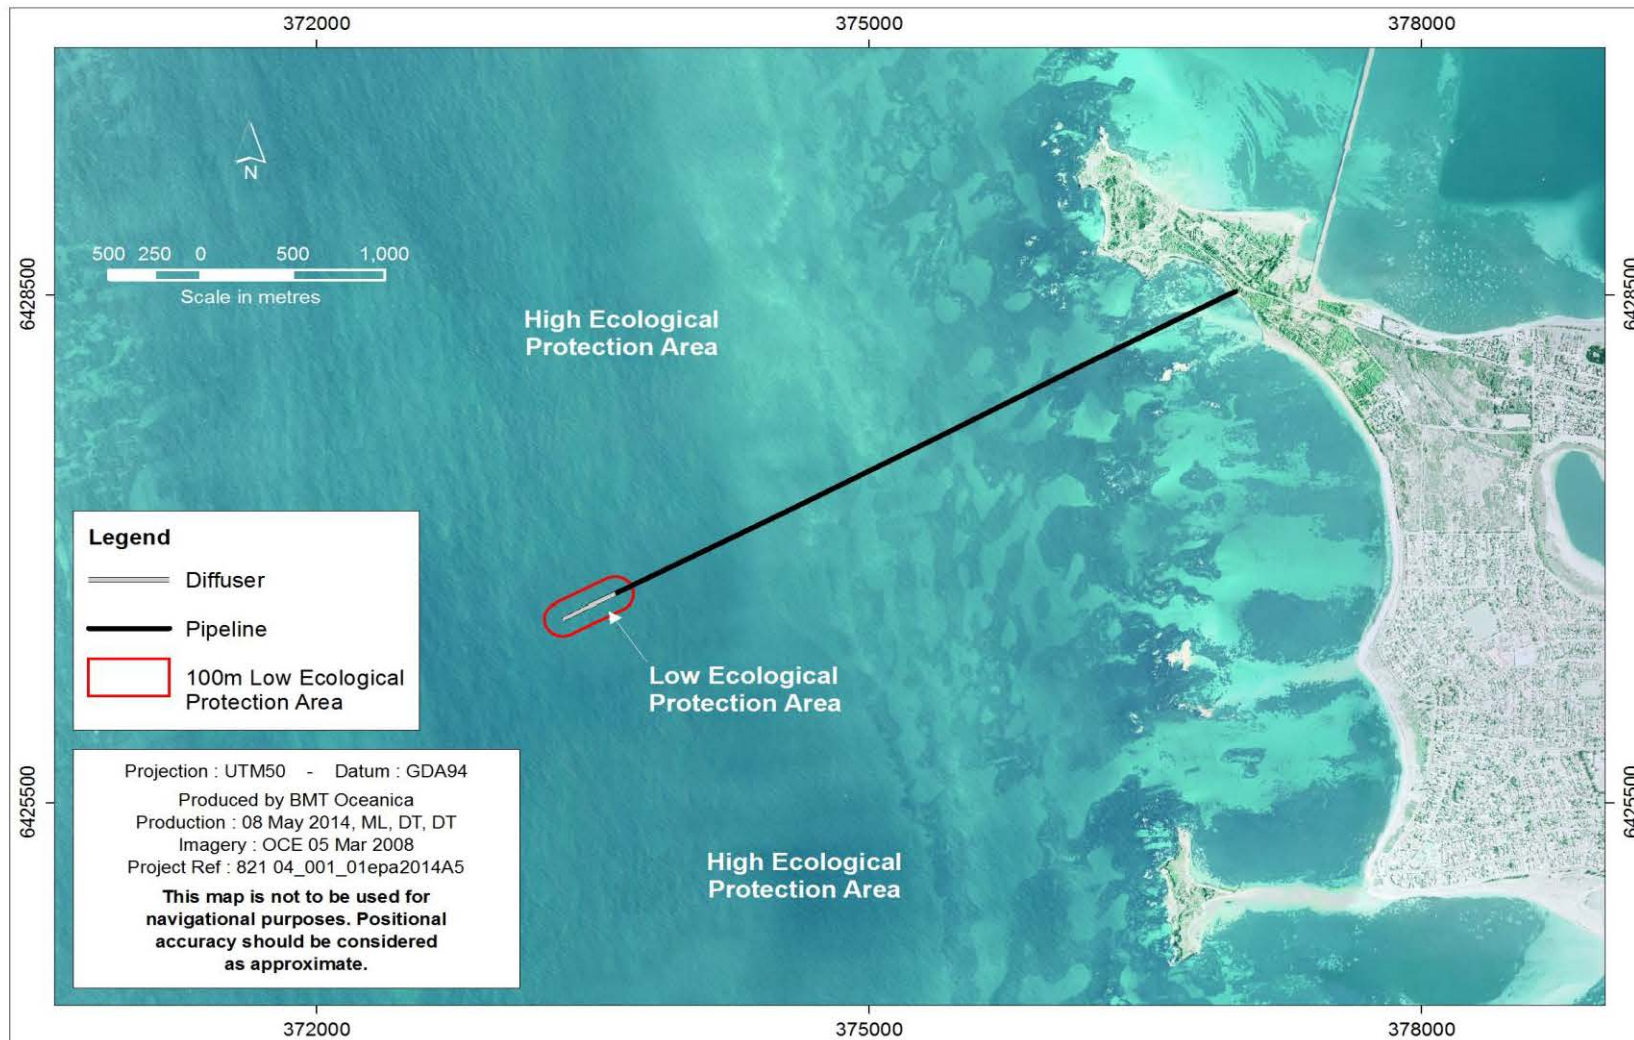 372000
375000
378000
N
500 250 0 500 1,000
Scale in metres
6428500
6428500
High Ecological
Protection Area
Legend
Diffuser
Pipeline
100m Low Ecological
Protection Area
Low Ecological
Protection Area
Projection : UTM50 - Datum : GDA94
Produced by BMT Oceanica
Production : 08 May 2014, ML, DT, DT
Imagery : OCE 05 Mar 2008
Project Ref : 821 04_001_01epa2014A5
This map is not to be used for
navigational purposes. Positional
accuracy should be considered
as approximate.
6425500
6425500
High Ecological
Protection Area
372000
375000
378000